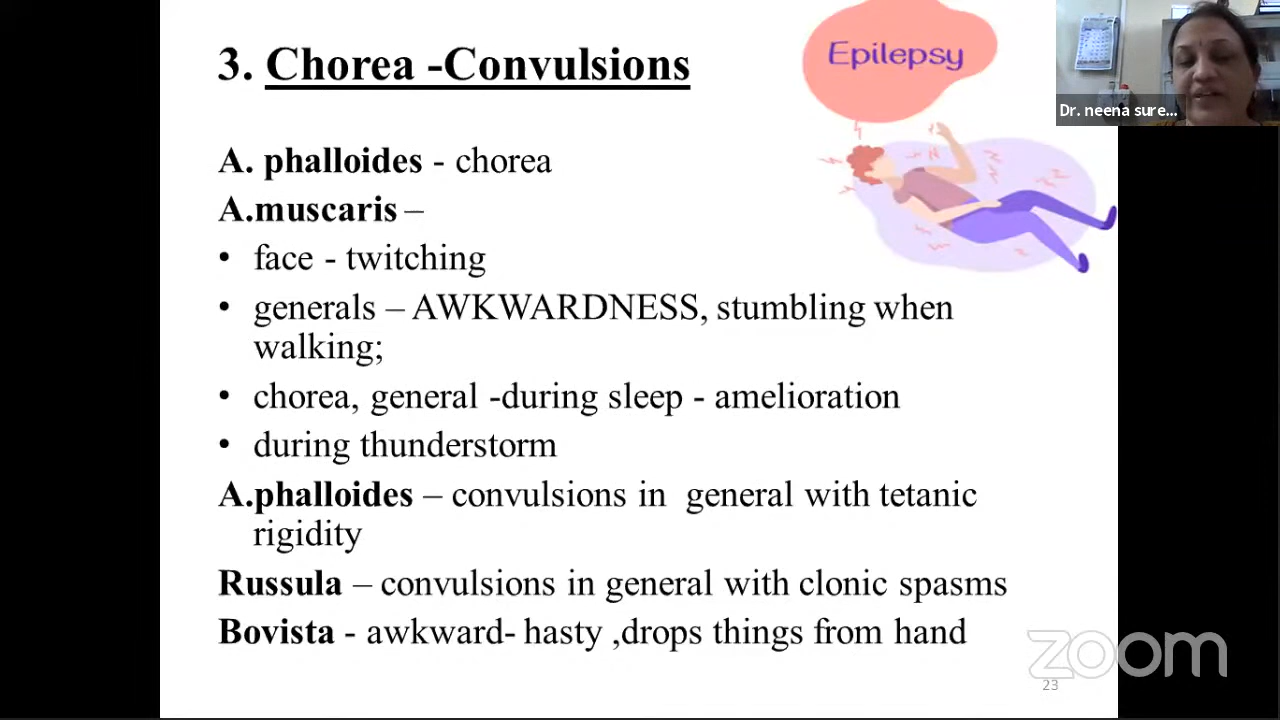 3. Chorea -Convulsions
Epilepsy
Dr. neena sure...
A. phalloides - chorea
A.muscaris –
• face - twitching
• generals – AWKWARDNESS, stumbling when
walking;
• chorea, general -during sleep - amelioration
• during thunderstorm
A.phalloides – convulsions in general with tetanic
rigidity
Russula – convulsions in general with clonic spasms
Bovista - awkward- hasty ,drops things from hand
zoom
23